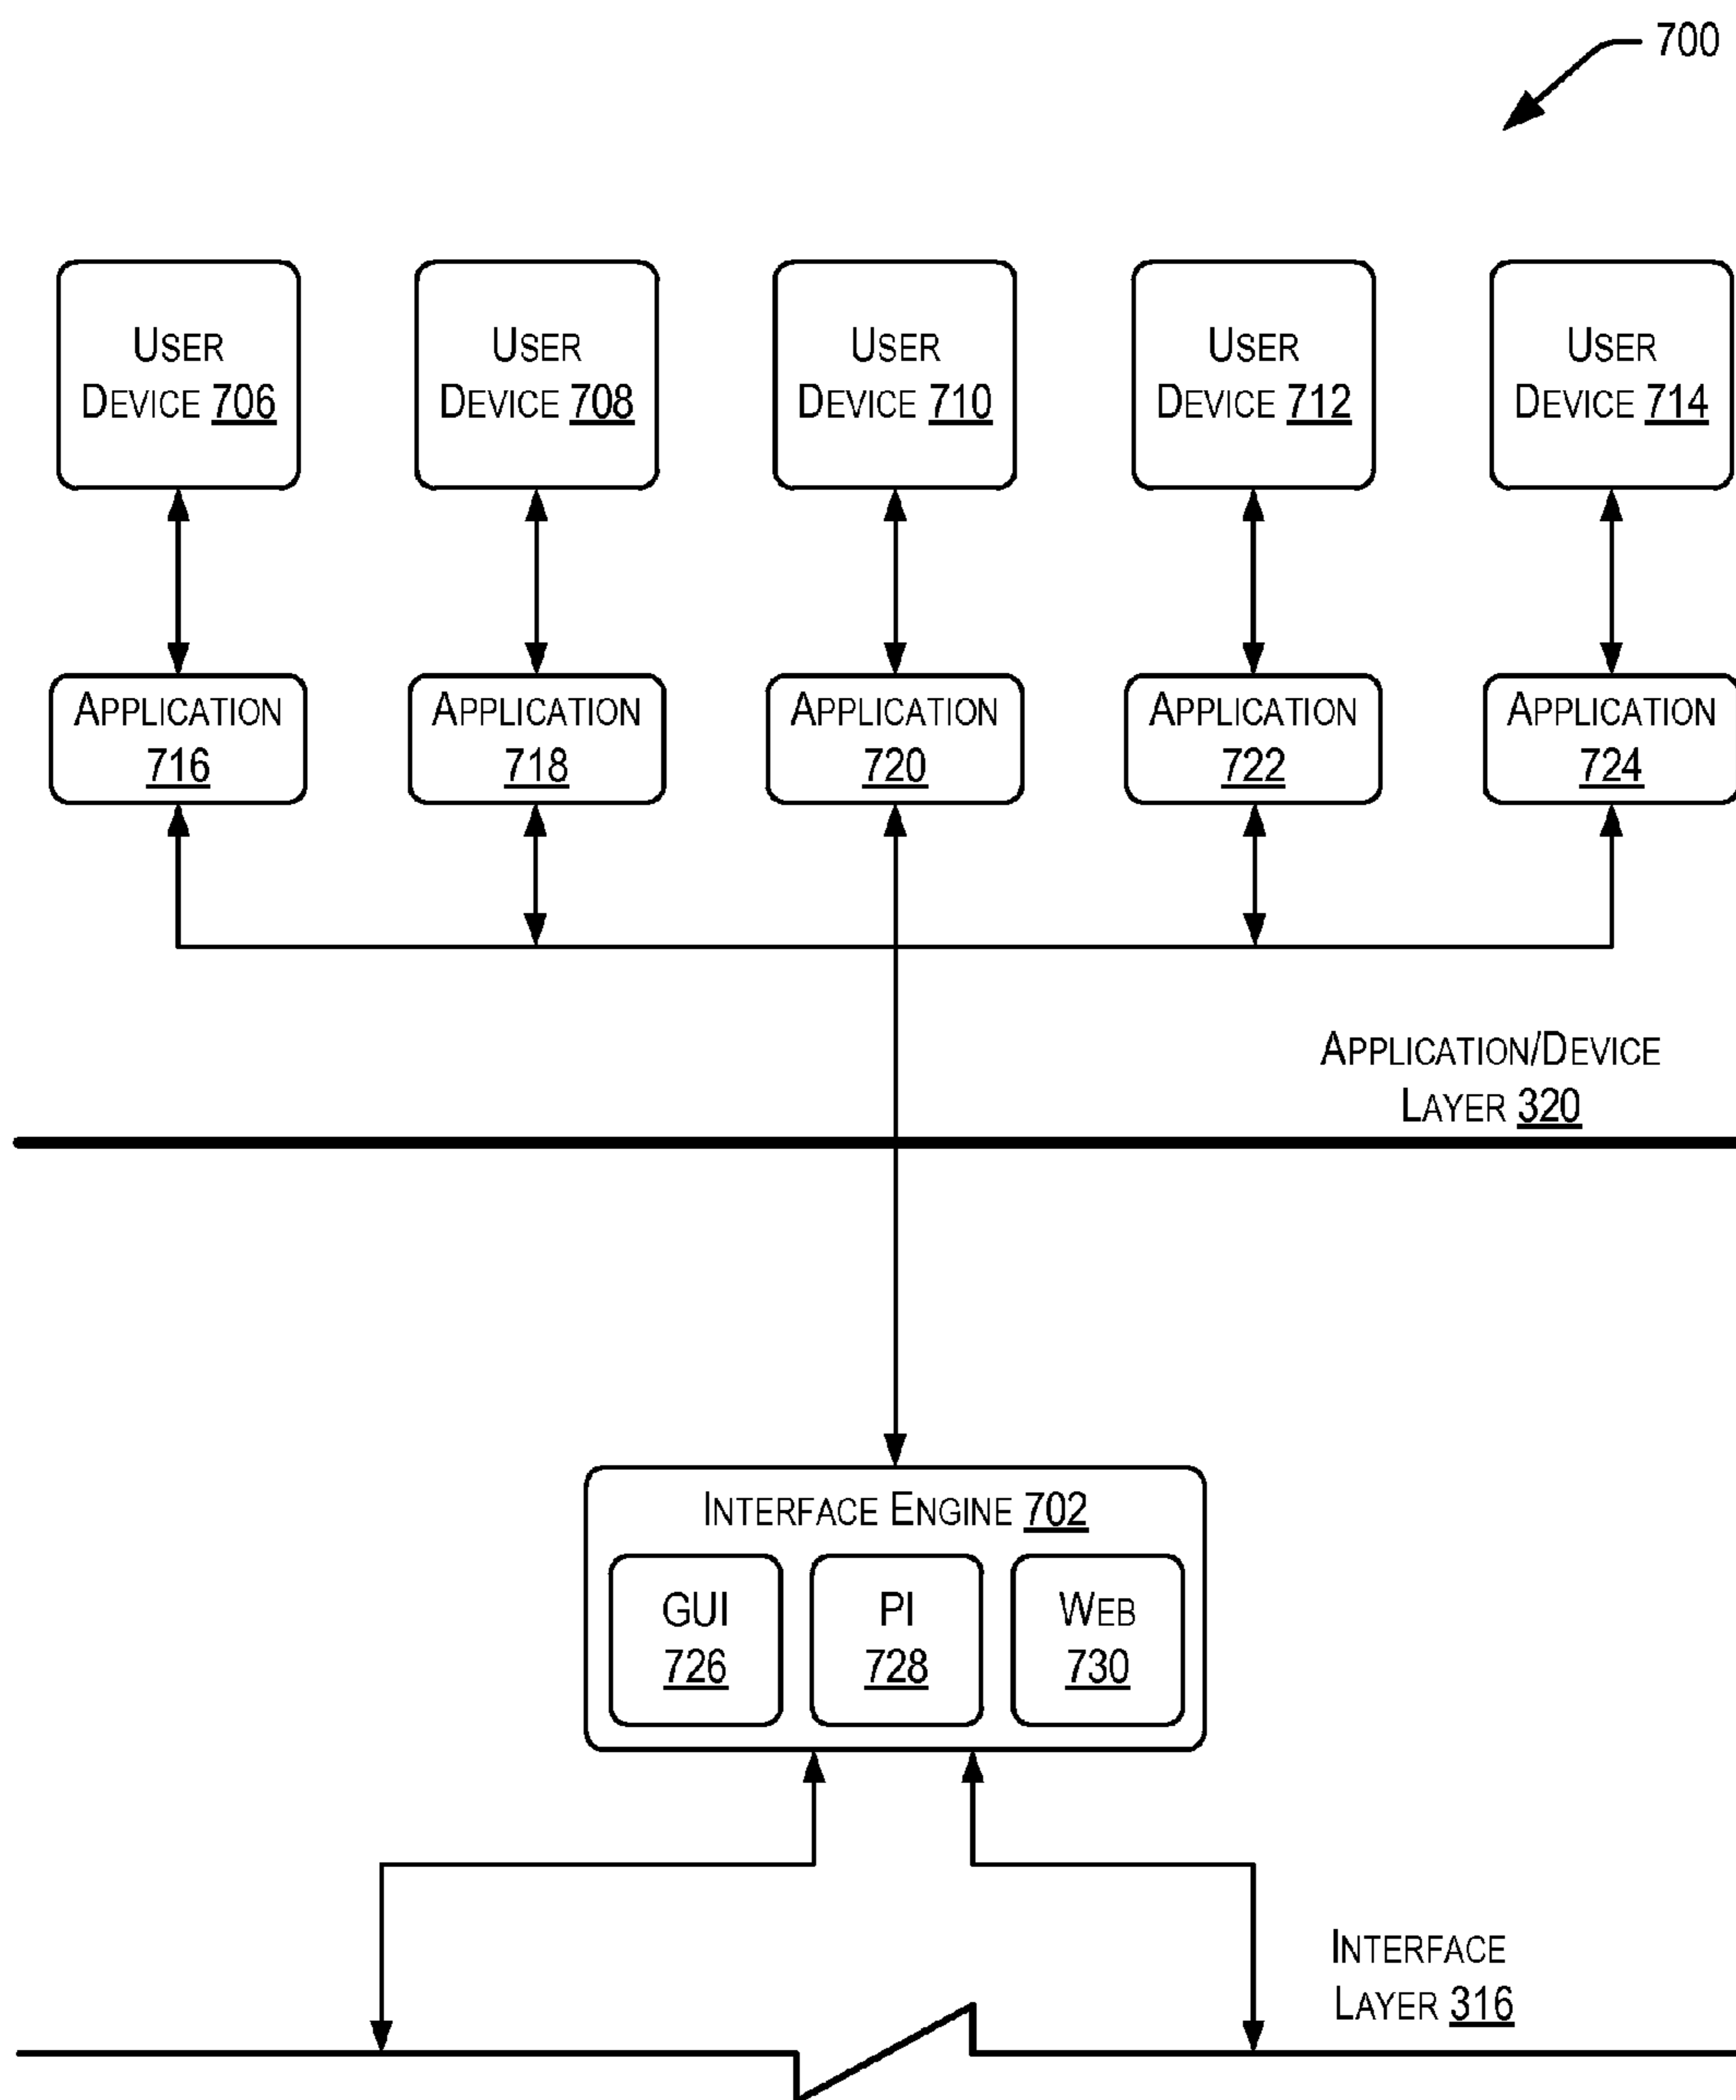 700
USER
DEVICE 706
USER
DEVICE 708
USER
DEVICE 710
USER
DEVICE 712
USER
DEVICE 714
APPLICATION
716
APPLICATION
718
APPLICATION
720
APPLICATION
722
APPLICATION
724
APPLICATION/DEVICE
LAYER 320
INTERFACE ENGINE 702
GUI
726
PI
728
WEB
730
INTERFACE
LAYER 316